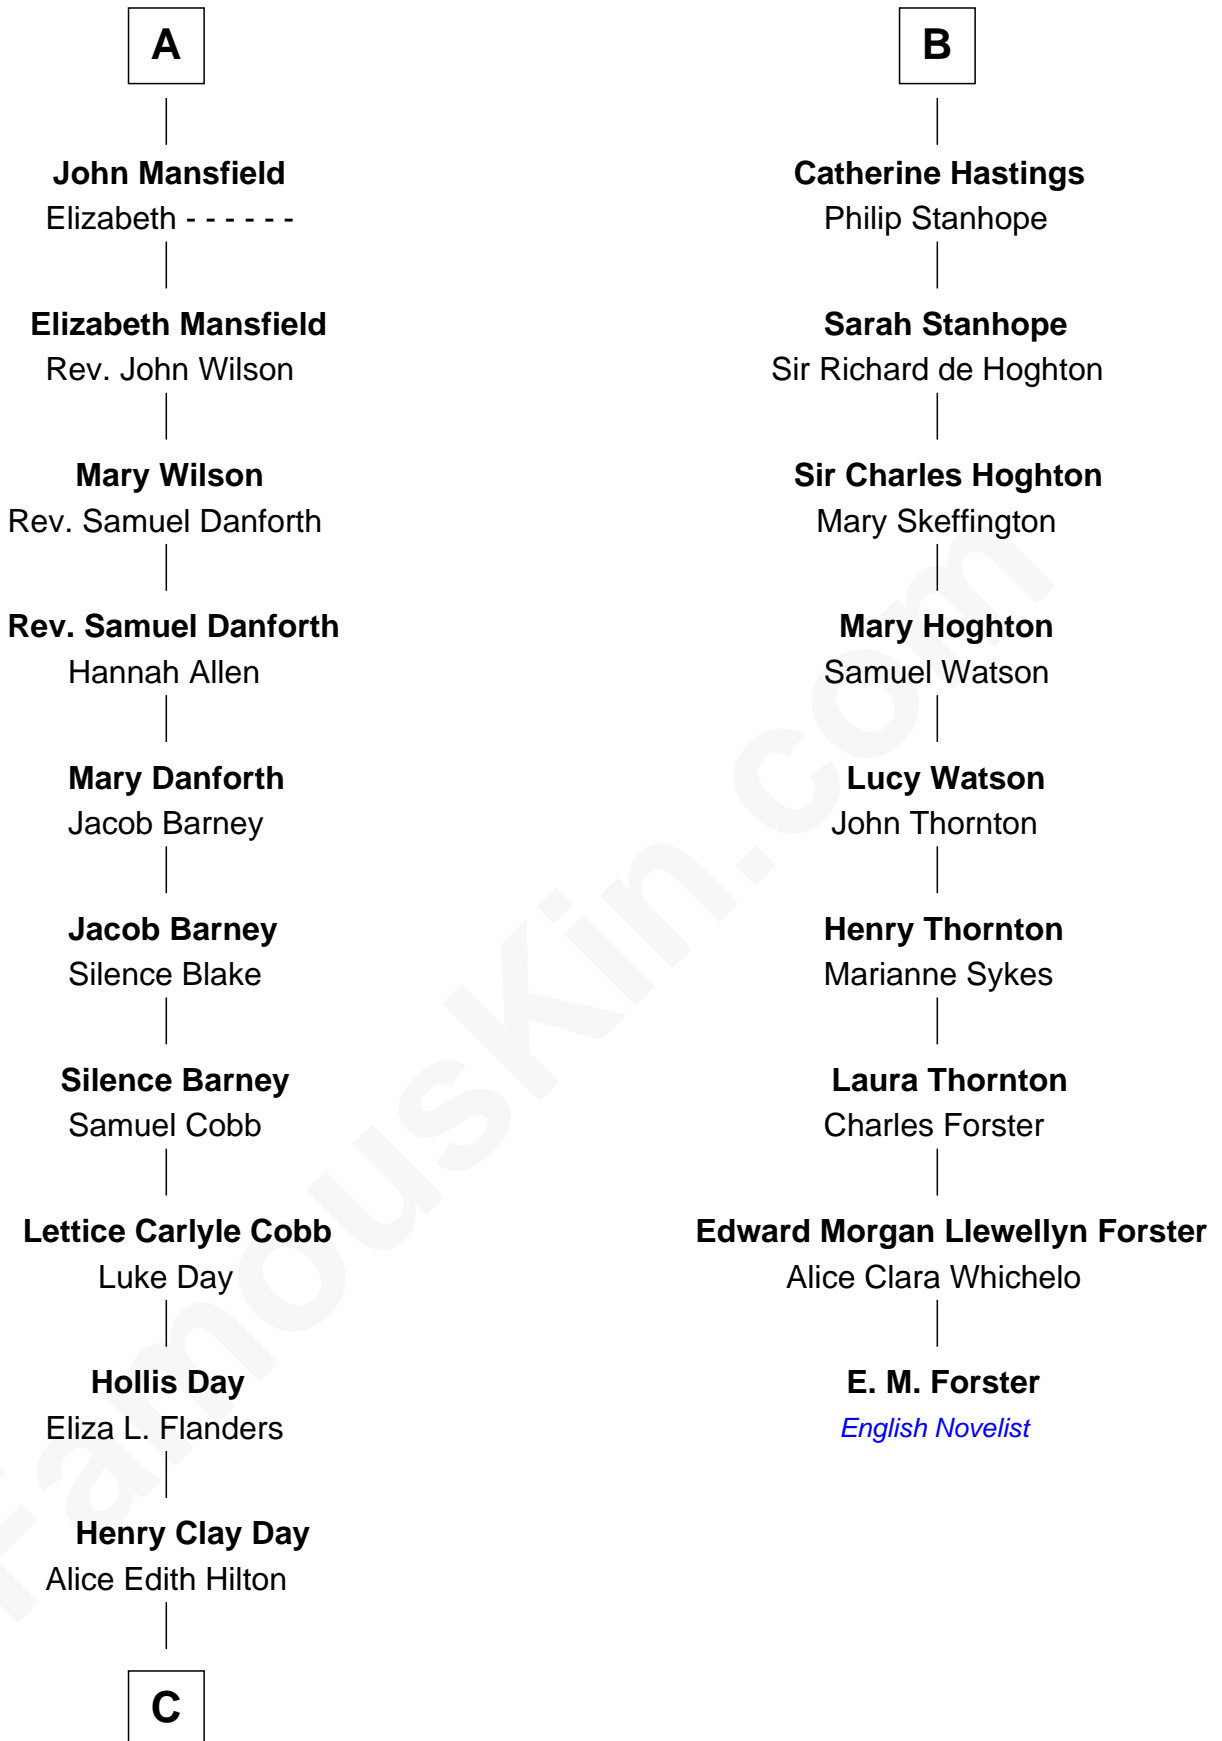 A
John Mansfield
Elizabeth - - - - - -
Elizabeth Mansfield
Rev. John Wilson
Mary Wilson
Rev. Samuel Danforth
Rev. Samuel Danforth
Hannah Allen
Mary Danforth
Jacob Barney
Jacob Barney
Silence Blake
Silence Barney
Samuel Cobb
Lettice Carlyle Cobb
Luke Day
Hollis Day
Eliza L. Flanders
Henry Clay Day
Alice Edith Hilton
C
B
Catherine Hastings
Philip Stanhope
Sarah Stanhope
Sir Richard de Hoghton
Sir Charles Hoghton
Mary Skeffington
Mary Hoghton
Samuel Watson
Lucy Watson
John Thornton
Henry Thornton
Marianne Sykes
Laura Thornton
Charles Forster
Edward Morgan Llewellyn Forster
Alice Clara Whichelo
E. M. Forster
English Novelist
FamousKin.com